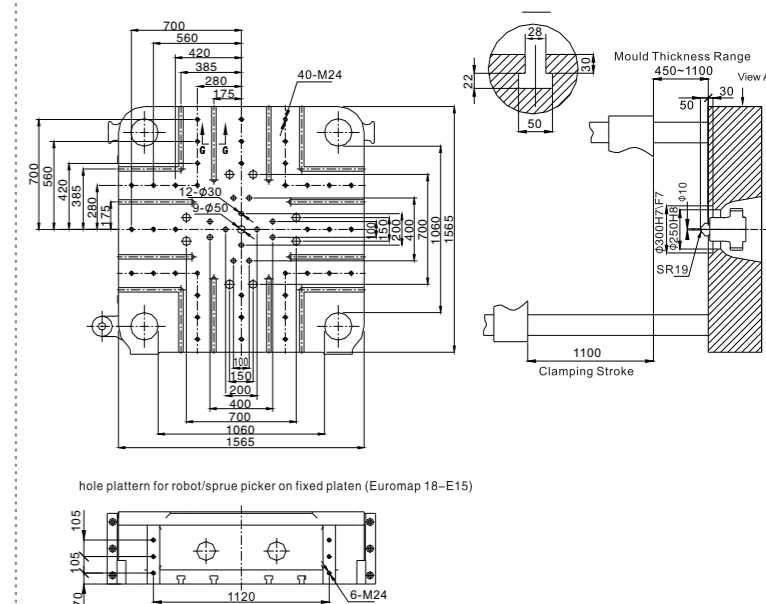 700
560
420
385
280
175
40-M24
G
G
700
560
420
385
280
175
12-Ø30
9-Ø50
100
150
200
400
700
1060
1565
100
150
200
400
700
1060
1565
28
30
22
50
Mould Thickness Range
450~1100
View A
50
30
Φ300H7\F7
Φ250H8
Φ10
SR19
1100
Clamping Stroke
hole plattern for robot/sprue picker on fixed platen (Euromap 18–E15)
105
105
70
1120
6-M24